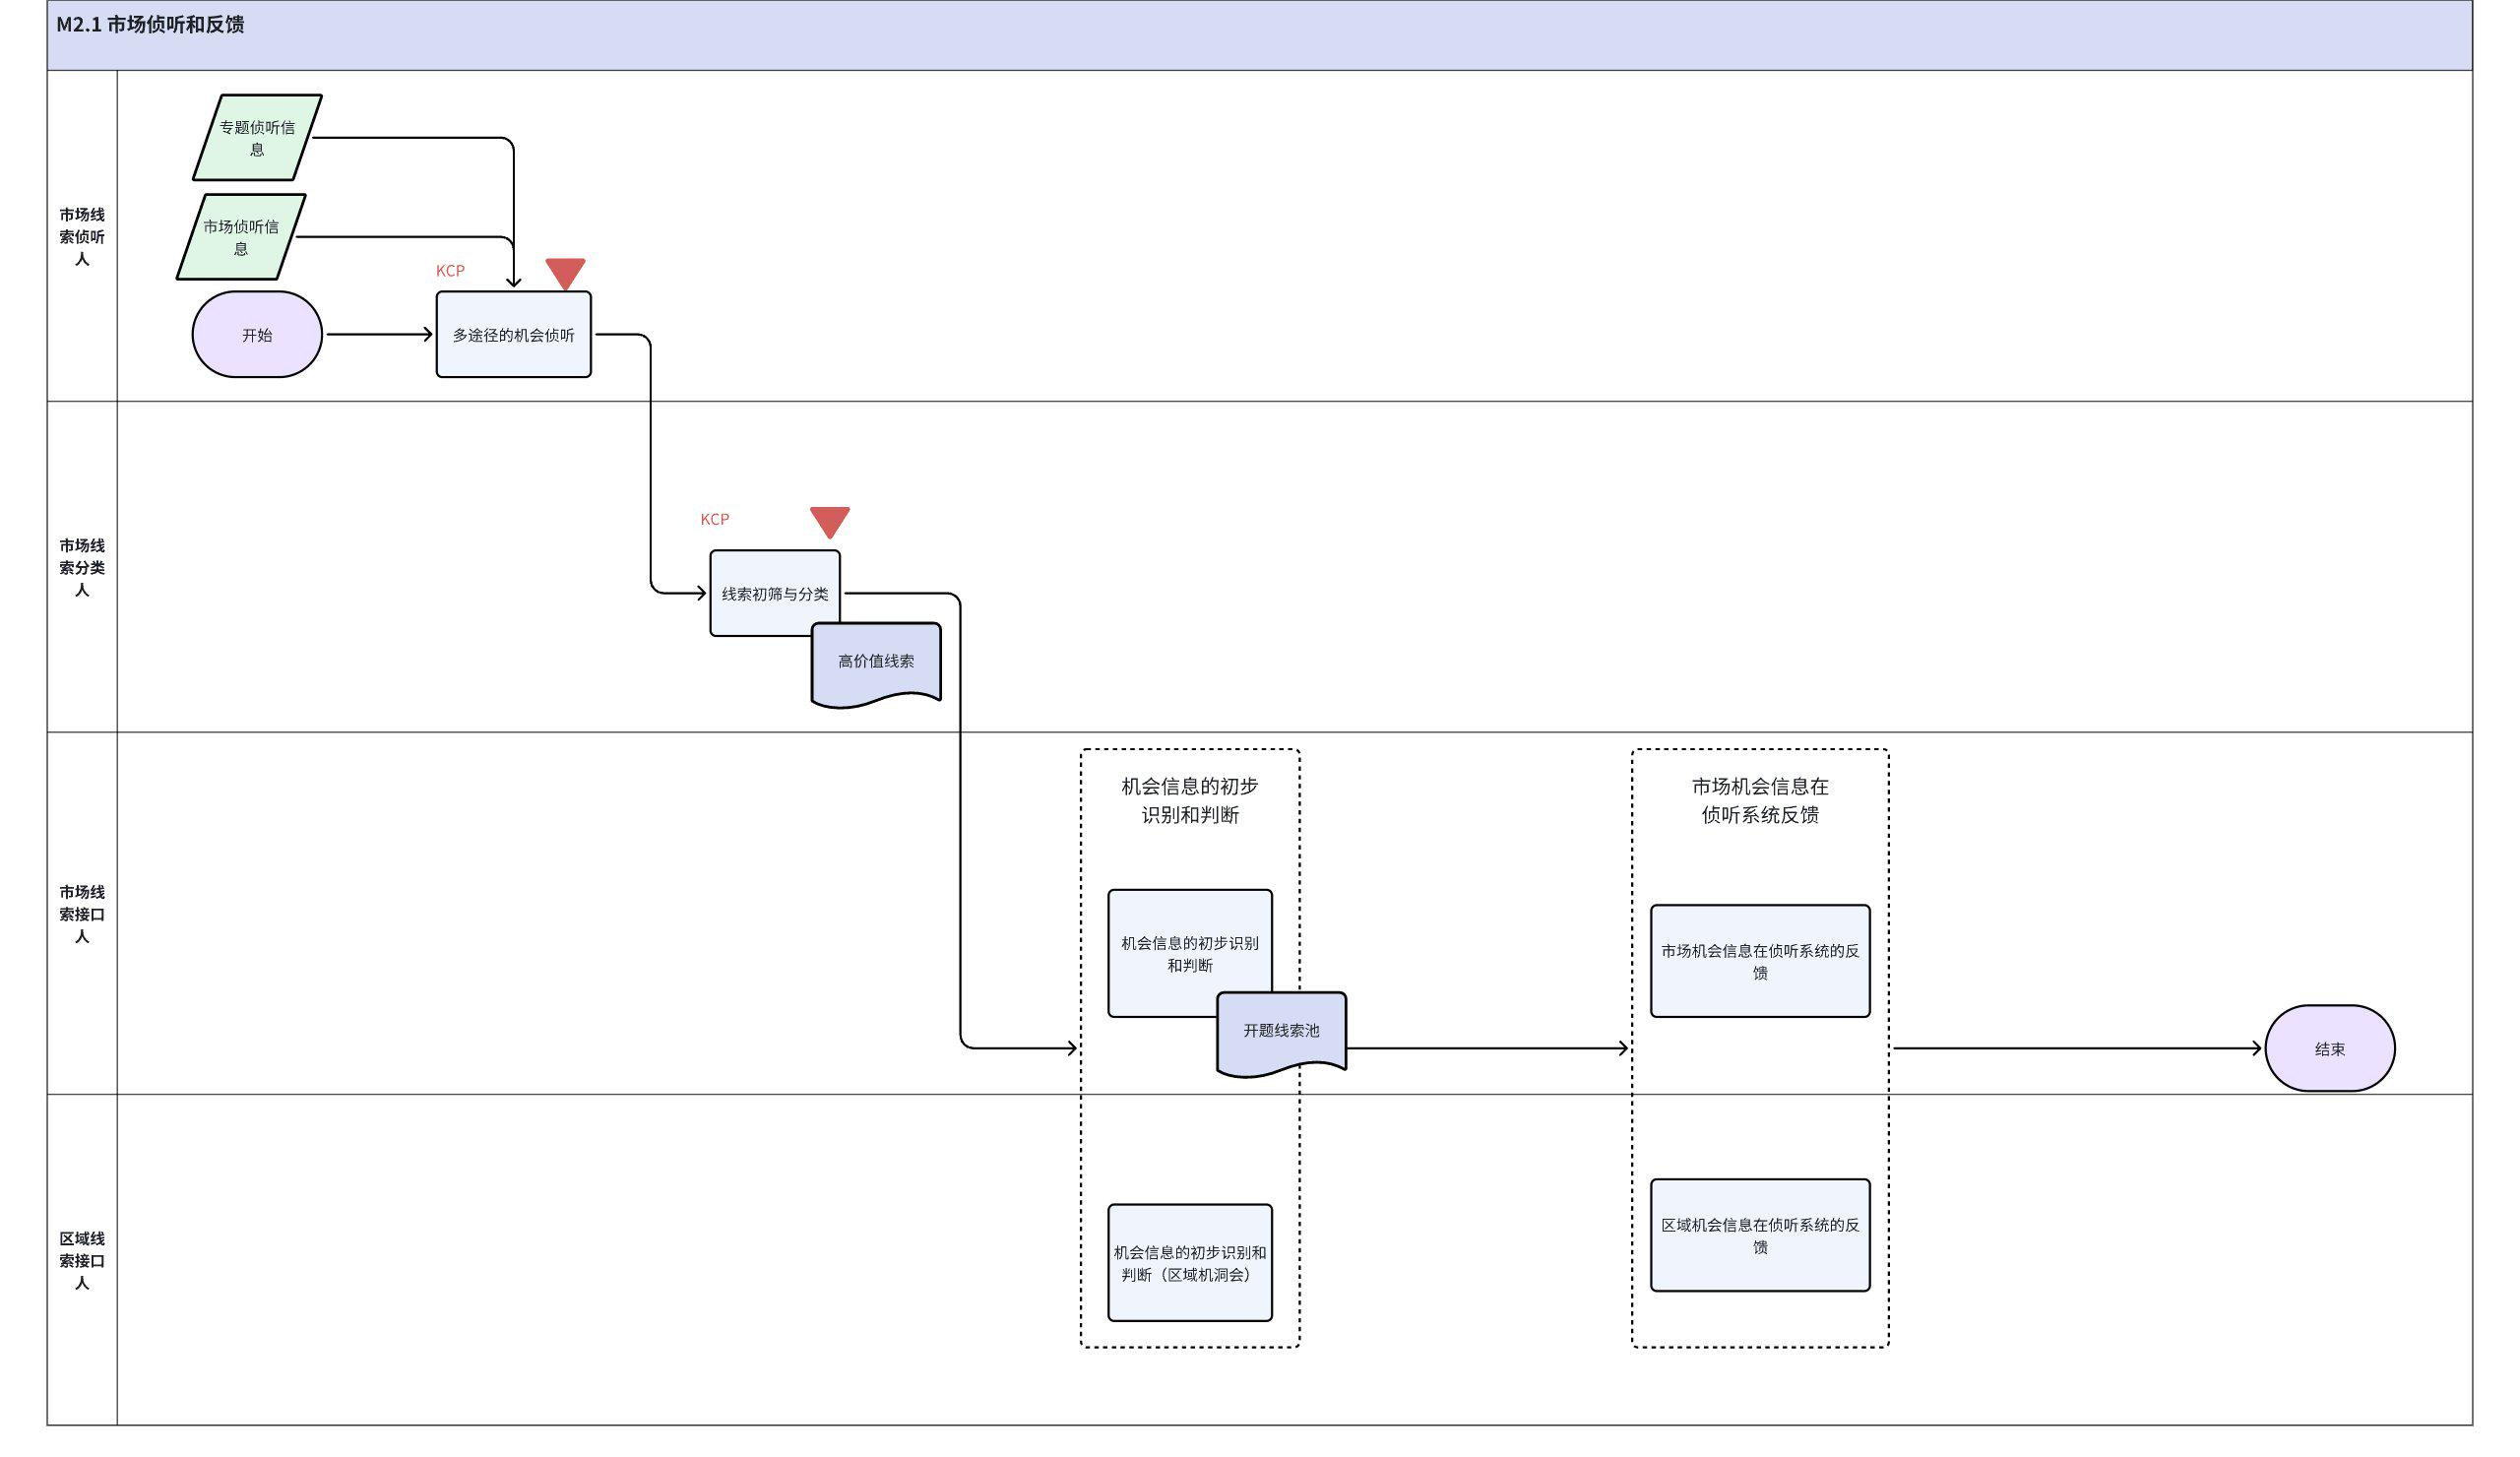 M2.1 市场侦听和反馈
市场线
索侦听
人
专题侦听信
息
市场侦听信
息
KCP
开始
多途径的机会侦听
市场线
索分类
人
KCP
线索初筛与分类
高价值线索
市场线
索接口
人
机会信息的初步
识别和判断
市场机会信息在
侦听系统反馈
机会信息的初步识别
和判断
市场机会信息在侦听系统的反
馈
开题线索池
结束
区域线
索接口
人
机会信息的初步识别和
判断（区域机洞会）
区域机会信息在侦听系统的反
馈